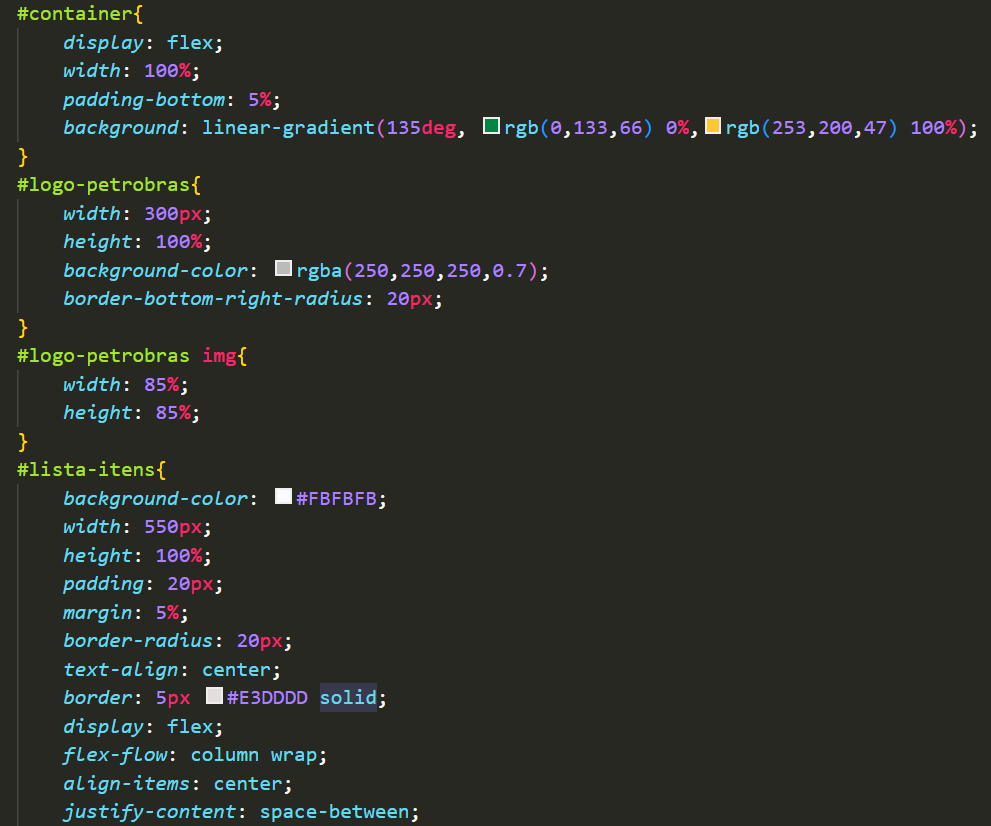 #container{
display: flex;
width: 100%;
padding-bottom: 5%;
background: linear-gradient(135deg, rgb(0,133,66) 0%,rgb(253,200,47) 100%);
}
#logo-petrobras{
width: 300px;
height: 100%;
background-color: rgba(250,250,250,0.7);
border-bottom-right-radius: 20px;
}
#logo-petrobras img{
width: 85%;
height: 85%;
}
#lista-itens{
background-color: #FBFBFB;
width: 550px;
height: 100%;
padding: 20px;
margin: 5%;
border-radius: 20px;
text-align: center;
border: 5px #E3DDDD solid;
display: flex;
flex-flow: column wrap;
align-items: center;
justify-content: space-between;